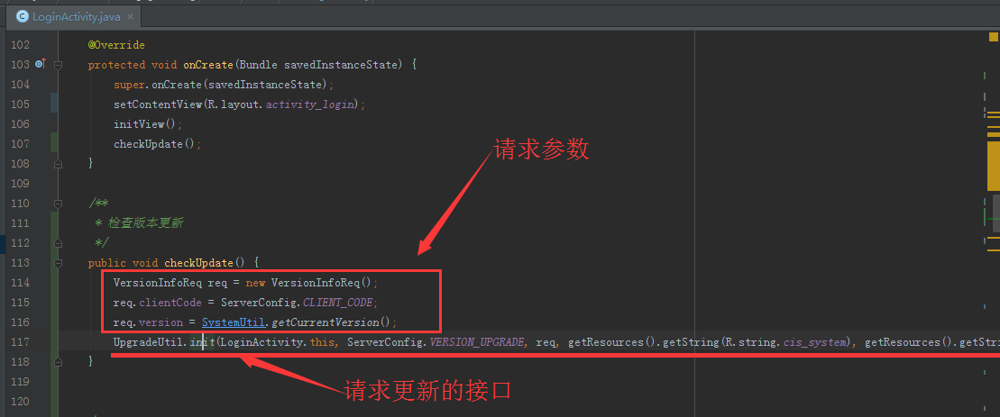 LoginActivity.java
102 @Override
103 protected void onCreate(Bundle savedInstanceState) {
104 super.onCreate(savedInstanceState);
105 setContentView(R.layout.activity_login);
106 initView();
107 checkUpdate();
108 }
请求参数
109
110 /**
111 * 检查版本更新
112 */
113 public void checkUpdate() {
114 VersionInfoReq req = new VersionInfoReq();
115 req.clientCode = ServerConfig.CLIENT_CODE;
116 req.version = SystemUtil.getCurrentVersion();
117 UpgradeUtil.init(LoginActivity.this, ServerConfig.VERSION_UPGRADE, req, getResources().getString(R.string.cis_system), getResources().getStri
118 }
119
请求更新的接口
120